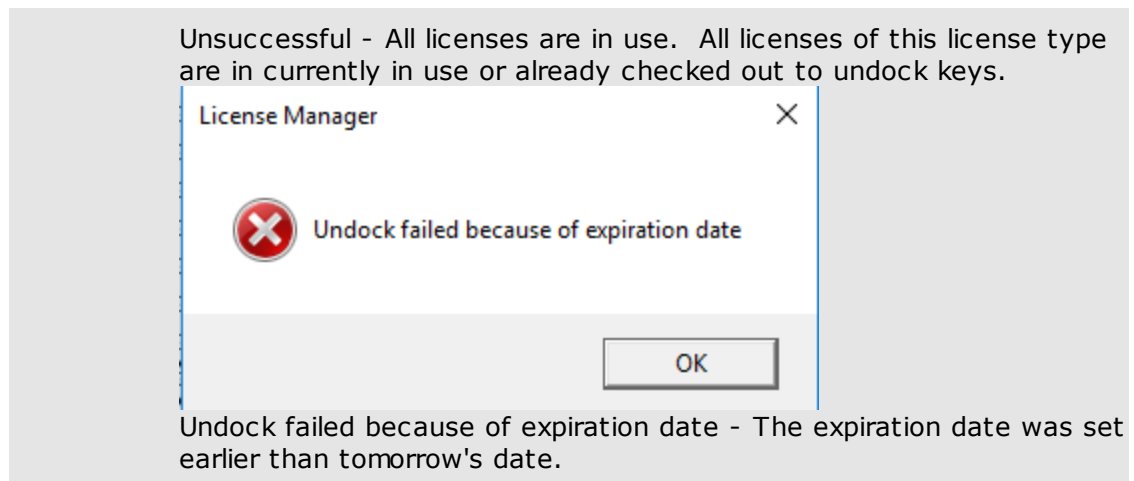 Unsuccessful - All licenses are in use.  All licenses of this license type
are in currently in use or already checked out to undock keys.
License Manager
Undock failed because of expiration date
OK
Undock failed because of expiration date - The expiration date was set
earlier than tomorrow's date.